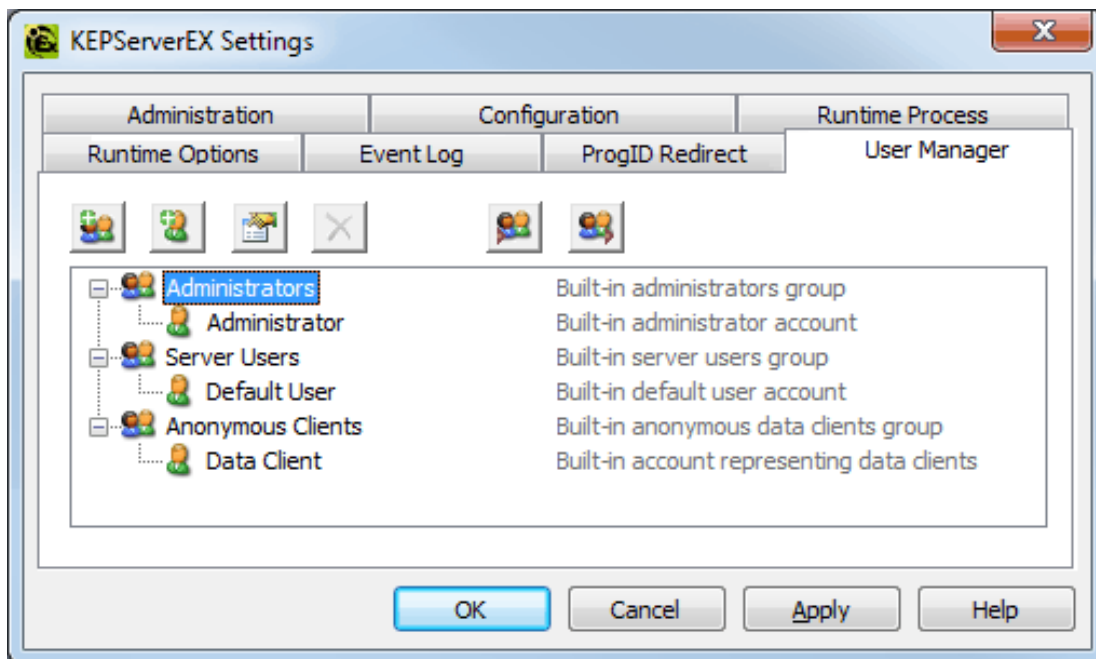 KEPServerEX Settings
Administration Configuration Runtime Process
Runtime Options Event Log ProgID Redirect User Manager
Administrators Built-in administrators group
Administrator Built-in administrator account
Server Users Built-in server users group
Default User Built-in default user account
Anonymous Clients Built-in anonymous data clients group
Data Client Built-in account representing data clients
OK Cancel Apply Help